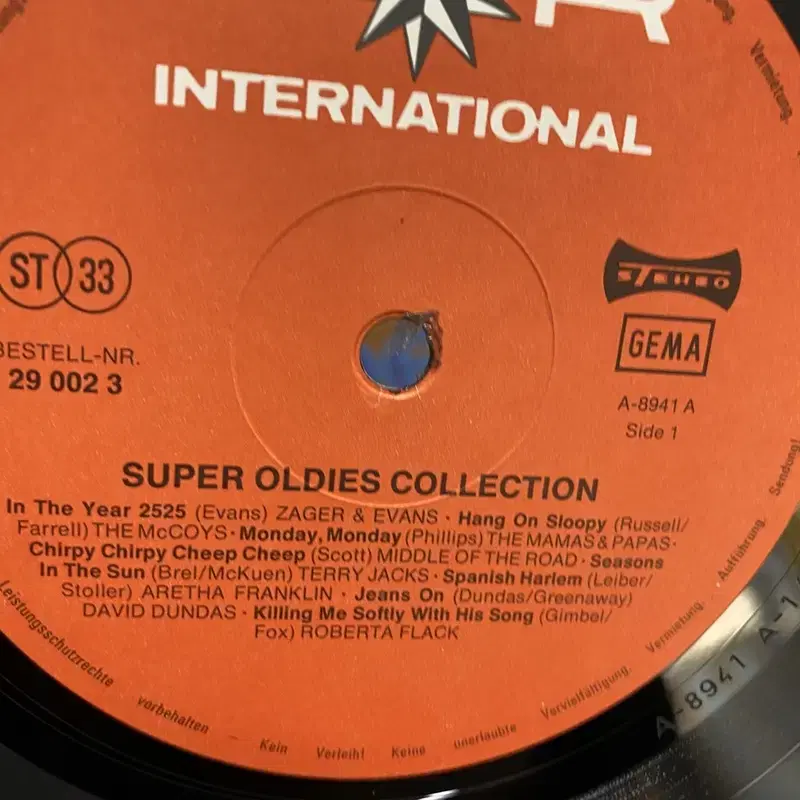 INTERNATIONAL
ST 33
STEREO
GEMA
BESTELL-NR.
29 002 3
A-8941 A
Side 1
SUPER OLDIES COLLECTION
In The Year 2525 (Evans) ZAGER & EVANS · Hang On Sloopy (Russell/
Farrell) THE McCOYS · Monday, Monday (Phillips) THE MAMAS & PAPAS ·
Chirpy Chirpy Cheep Cheep (Scott) MIDDLE OF THE ROAD · Seasons
In The Sun (Brel/McKuen) TERRY JACKS · Spanish Harlem (Leiber/
Stoller) ARETHA FRANKLIN · Jeans On (Dundas/Greenaway)
DAVID DUNDAS · Killing Me Softly With His Song (Gimbel/
Fox) ROBERTA FLACK
Leistungsschutzrechte vorbehalten Kein Verleih! Keine unerlaubte Vervielfältigung, Vermietung, Aufführung, Sendung!
Vermietung,
A-8941 A-1